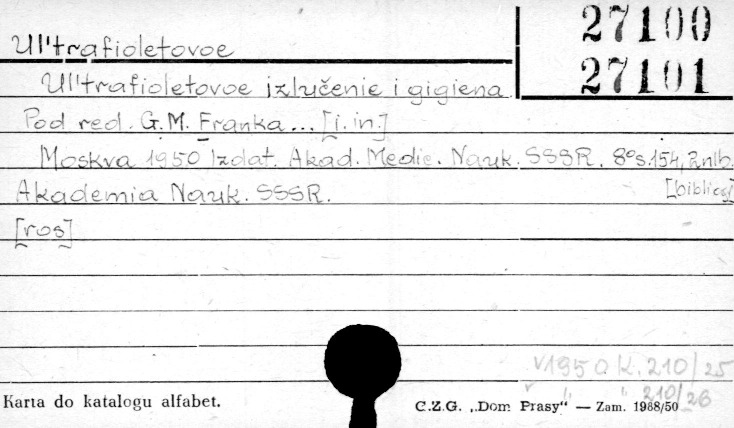 Ul'trafioletovoe
27100
27101
Ul'trafioletovoe izlučenie i gigiena
Pod red. G.M. Franka... [i. in.]
Moskva 1950 Izdat. Akad. Medic. Nauk. SSSR. 8° s.154, 2 nlb.
Akademia Nauk. SSSR. [bibliog]
[ros]
v1950 K. 210/25
" " 210/26
Karta do katalogu alfabet.
C.Z.G. „Dom Prasy" — Zam. 1968/50